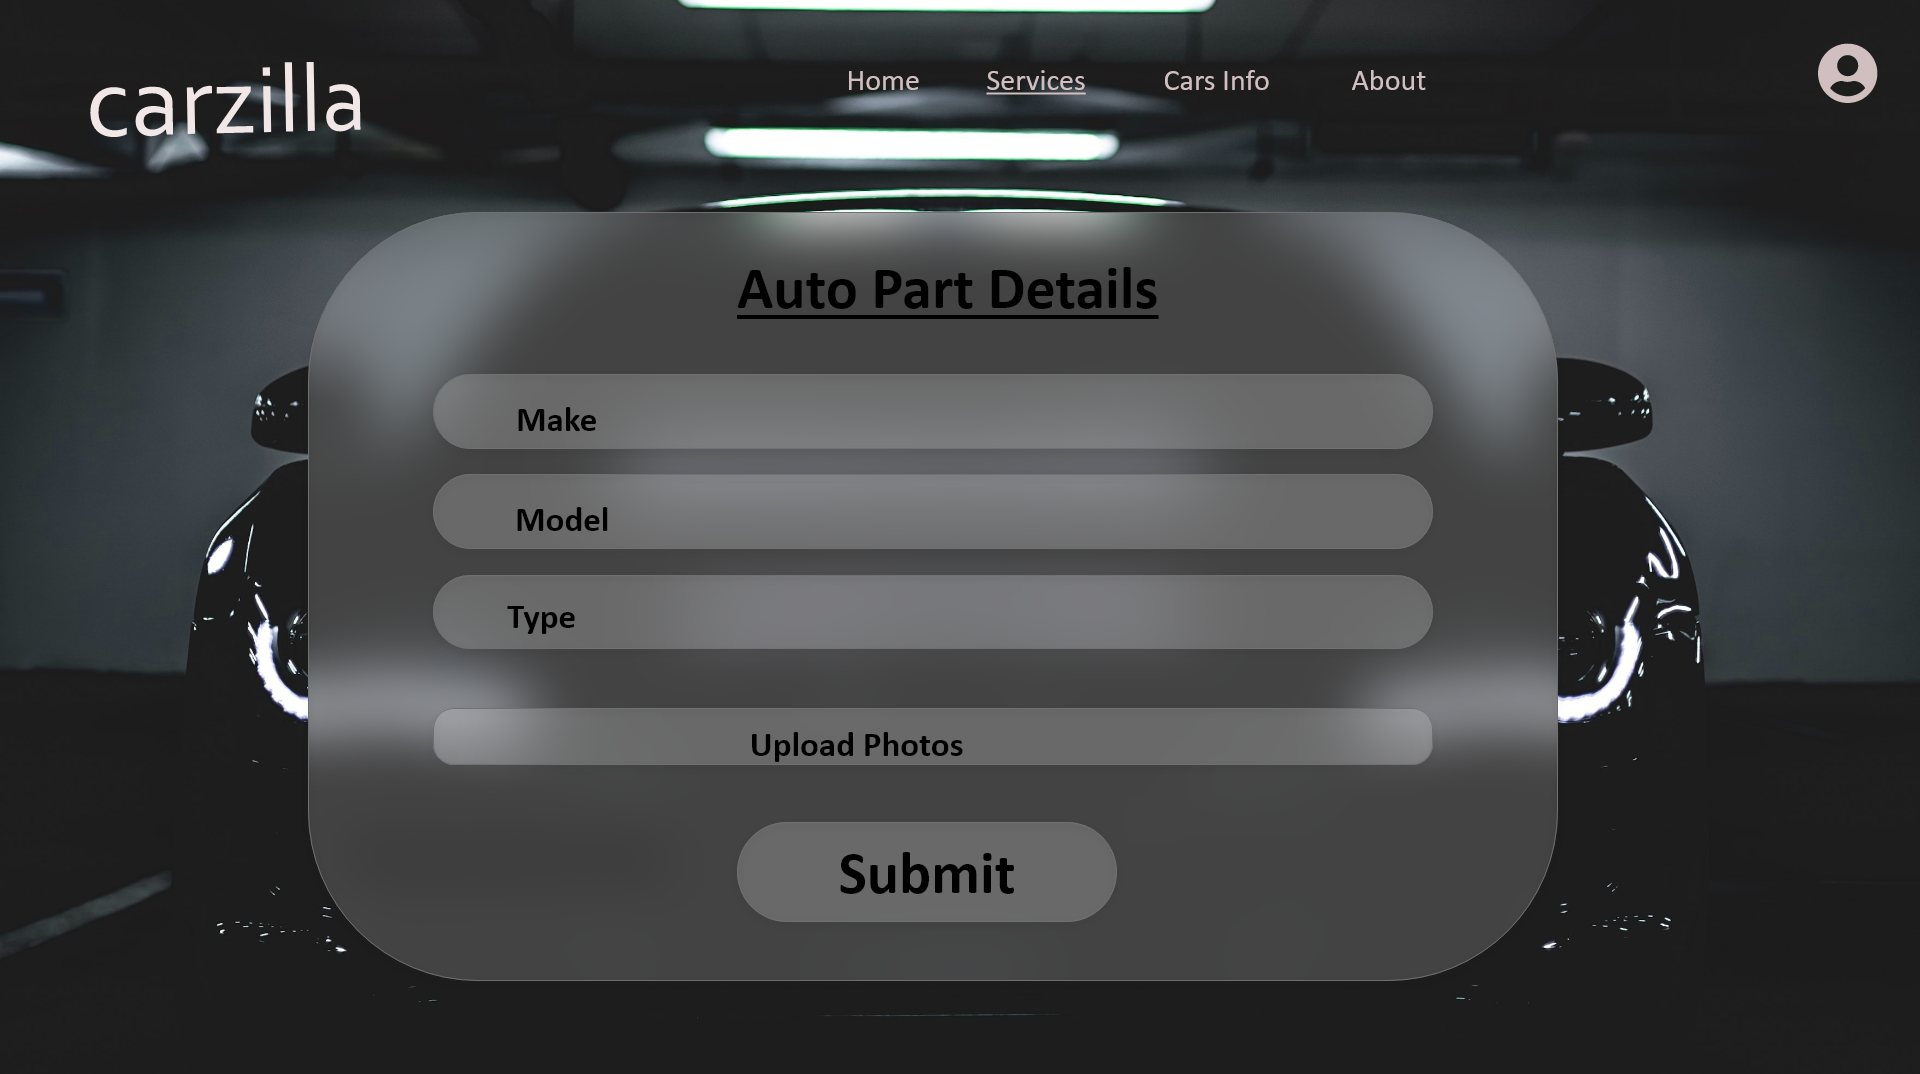 carzilla
Home Services Cars Info About
Auto Part Details
Make
Model
Type
Upload Photos
Submit